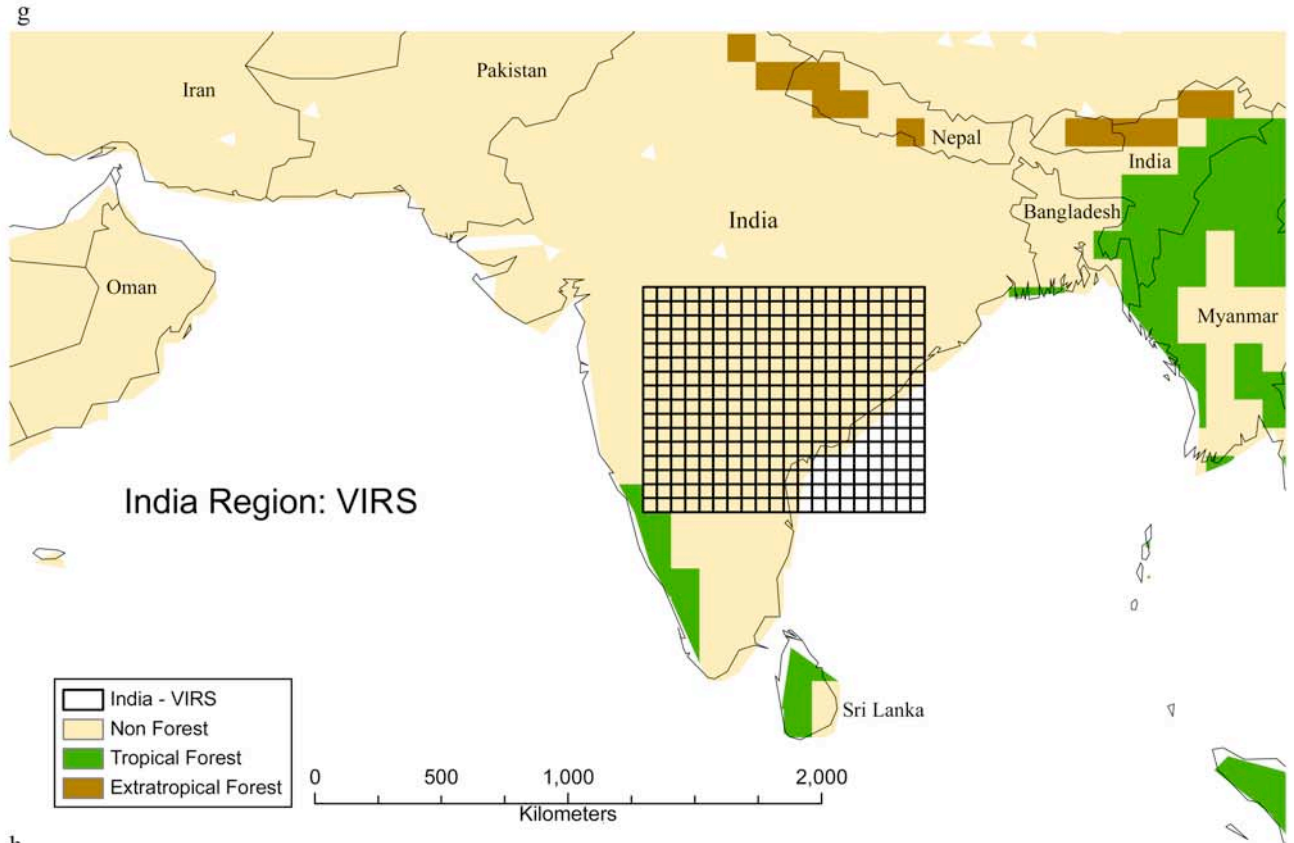 g
Iran
Pakistan
Nepal
India
Bangladesh
India
Oman
Myanmar
India Region: VIRS
India - VIRS
Non Forest
Tropical Forest
Extratropical Forest
Sri Lanka
0 500 1,000 2,000
Kilometers